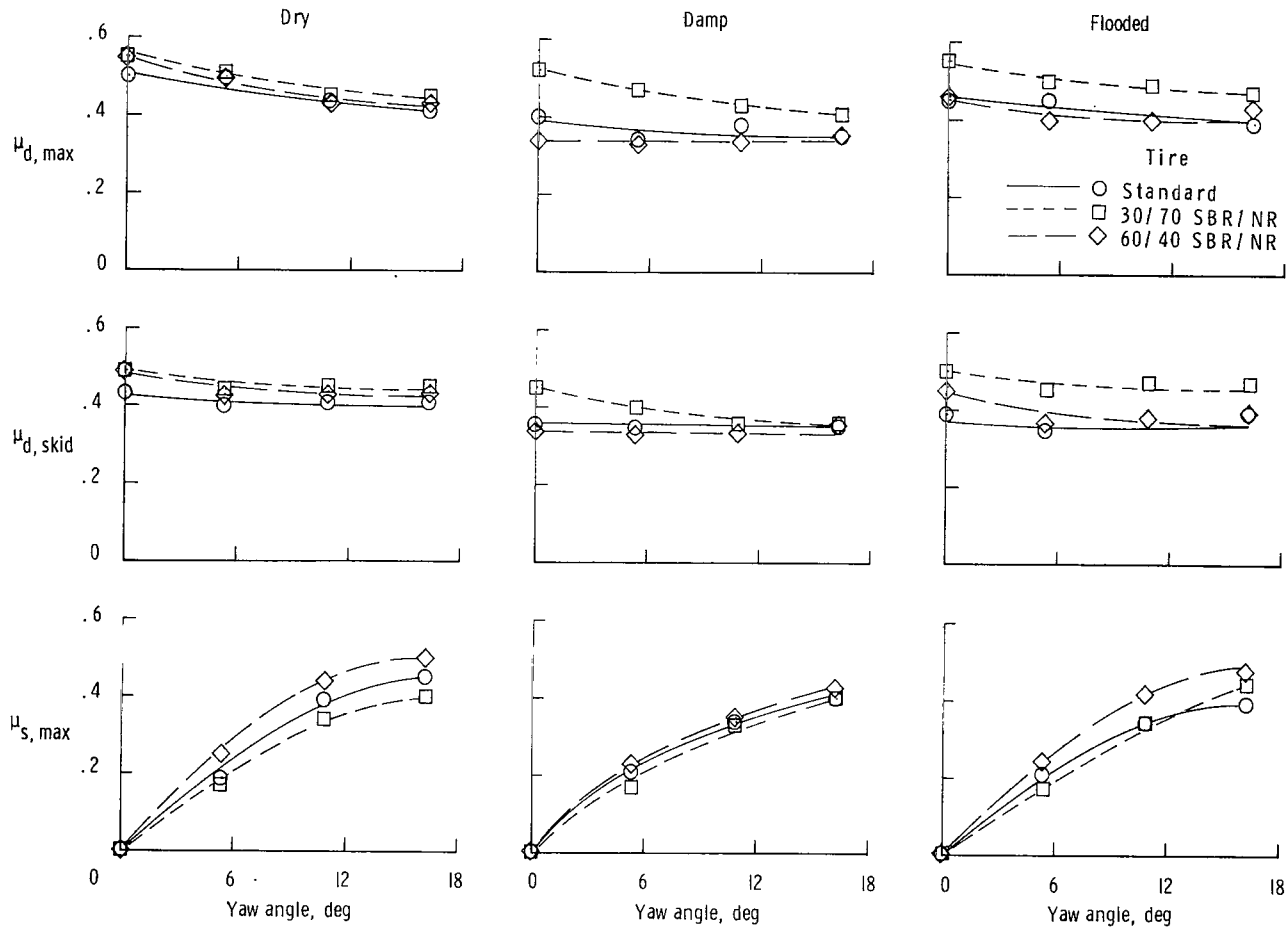 Dry
Damp
Flooded
.6
.4
.2
0
μd, max
Tire
Standard
30/70 SBR/NR
60/40 SBR/NR
.6
.4
.2
0
μd, skid
.6
.4
.2
0
μs, max
6
12
18
0
6
12
18
0
6
12
18
Yaw angle, deg
Yaw angle, deg
Yaw angle, deg